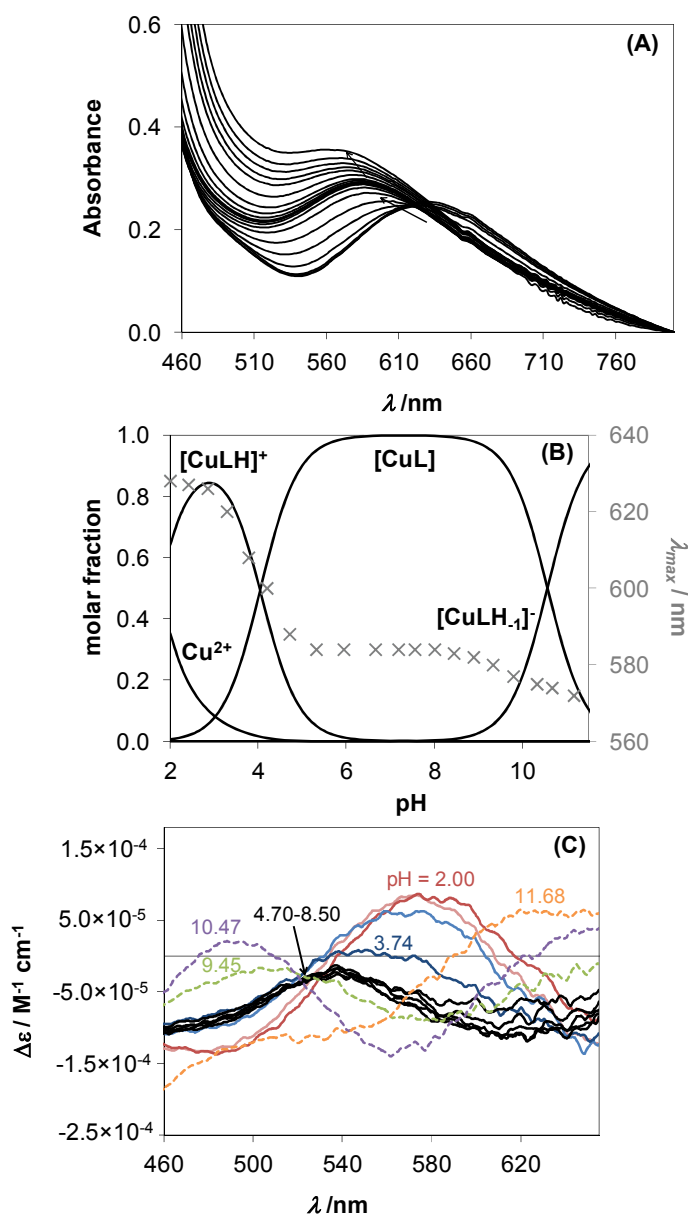 (A)
0.6
0.4
0.2
0.0
Absorbance
460 510 560 610 660 710 760
λ /nm
(B)
1.0
0.8
0.6
0.4
0.2
0.0
molar fraction
[CuLH]⁺
[CuL]
Cu²⁺
[CuLH₋₁]⁻
640
620
600
580
560
λmax / nm
2 4 6 8 10
pH
(C)
1.5×10⁻⁴
5.0×10⁻⁵
-5.0×10⁻⁵
-1.5×10⁻⁴
-2.5×10⁻⁴
Δε / M⁻¹ cm⁻¹
pH = 2.00
11.68
10.47
4.70-8.50
3.74
9.45
460 500 540 580 620
λ /nm